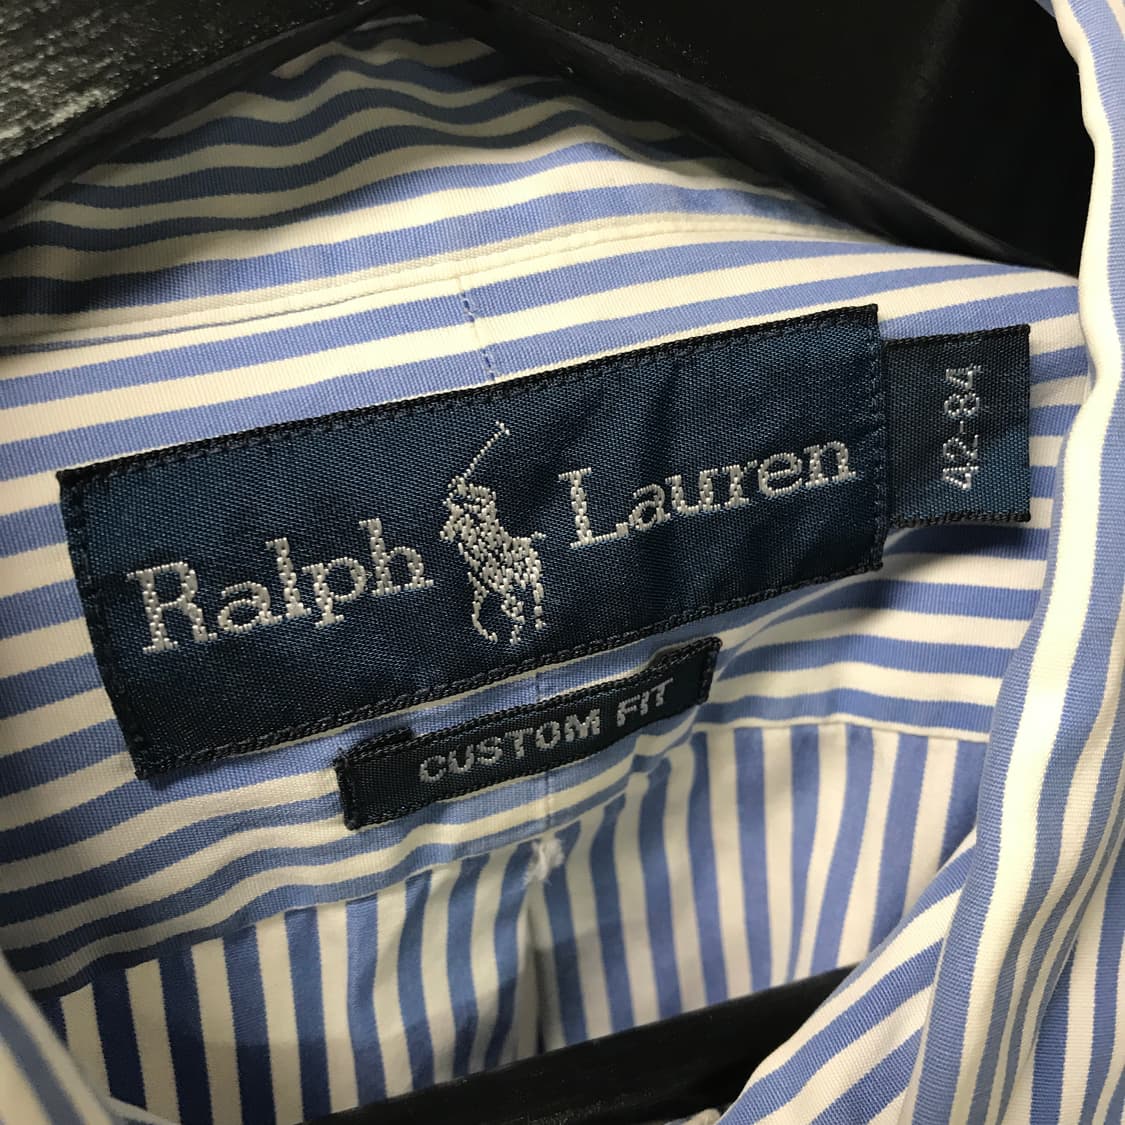 Ralph Lauren
42-84
CUSTOM FIT